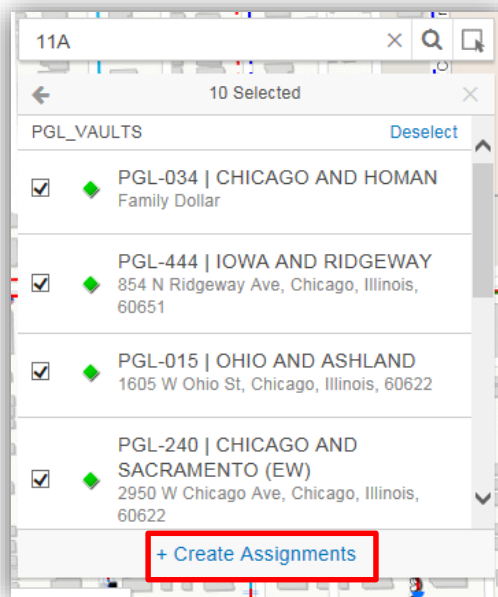 11A
10 Selected
PGL_VAULTS Deselect
PGL-034 | CHICAGO AND HOMAN
Family Dollar
PGL-444 | IOWA AND RIDGEWAY
854 N Ridgeway Ave, Chicago, Illinois,
60651
PGL-015 | OHIO AND ASHLAND
1605 W Ohio St, Chicago, Illinois, 60622
PGL-240 | CHICAGO AND
SACRAMENTO (EW)
2950 W Chicago Ave, Chicago, Illinois,
60622
+ Create Assignments